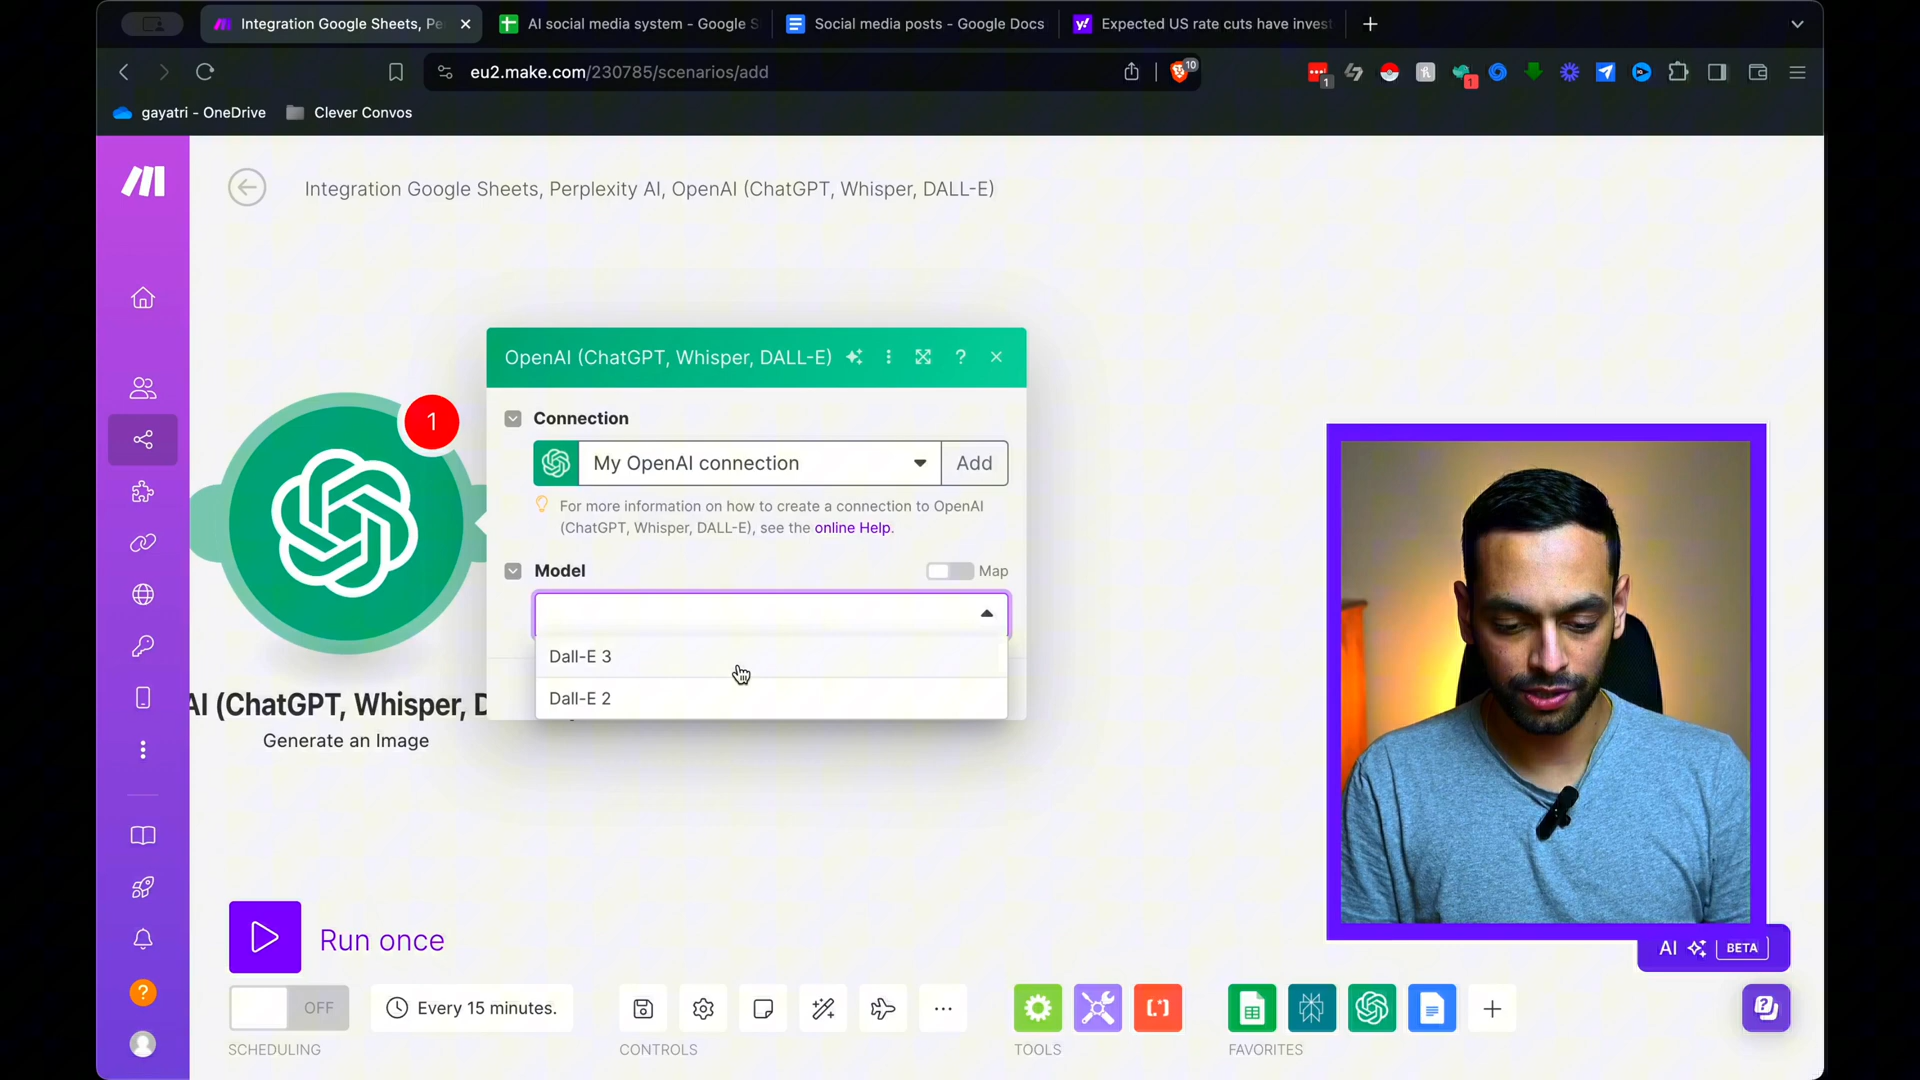 Integration Google Sheets, Pe
AI social media system - Google S
Social media posts - Google Docs
Expected US rate cuts have invest
eu2.make.com/230785/scenarios/add
10
1
1
gayatri - OneDrive
Clever Convos
Integration Google Sheets, Perplexity AI, OpenAI (ChatGPT, Whisper, DALL-E)
OpenAI (ChatGPT, Whisper, DALL-E)
1
Connection
My OpenAI connection
Add
For more information on how to create a connection to OpenAI
(ChatGPT, Whisper, DALL-E), see the online Help.
Model
Map
Dall-E 3
Dall-E 2
AI (ChatGPT, Whisper, D
Generate an Image
Run once
AI
BETA
OFF
Every 15 minutes.
SCHEDULING
CONTROLS
TOOLS
FAVORITES